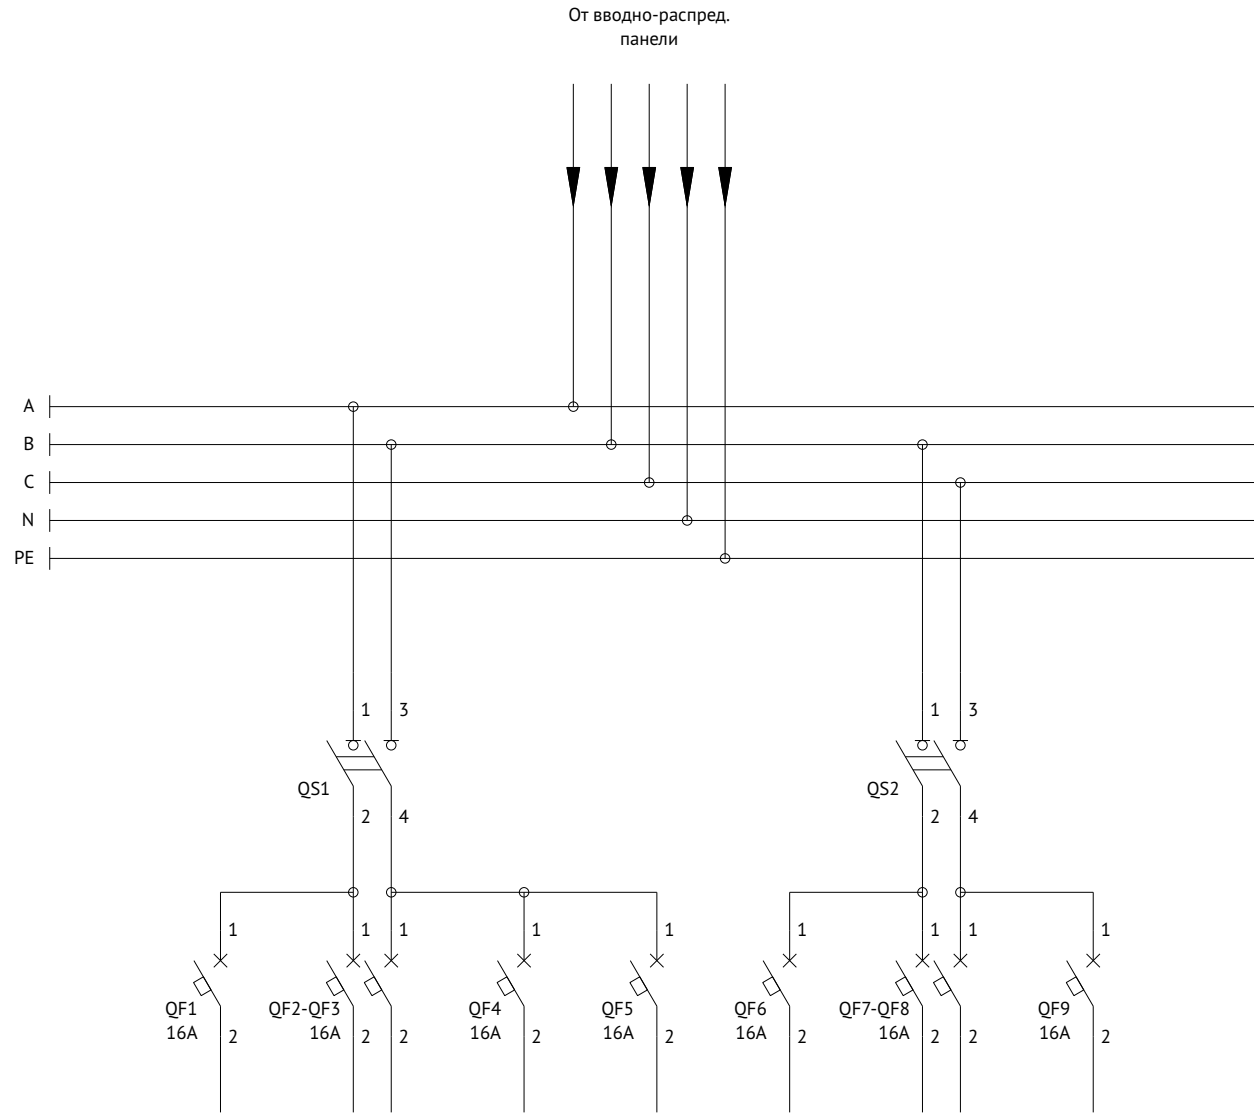 От вводно-распред.
панели
A
B
C
N
PE
1 3
QS1
2 4
1 3
QS2
2 4
1 1 1 1 1
QF1 QF2-QF3 QF4 QF5
16A 16A 16A 16A
2 2 2 2 2
1 1 1 1
QF6 QF7-QF8 QF9
16A 16A 16A
2 2 2 2